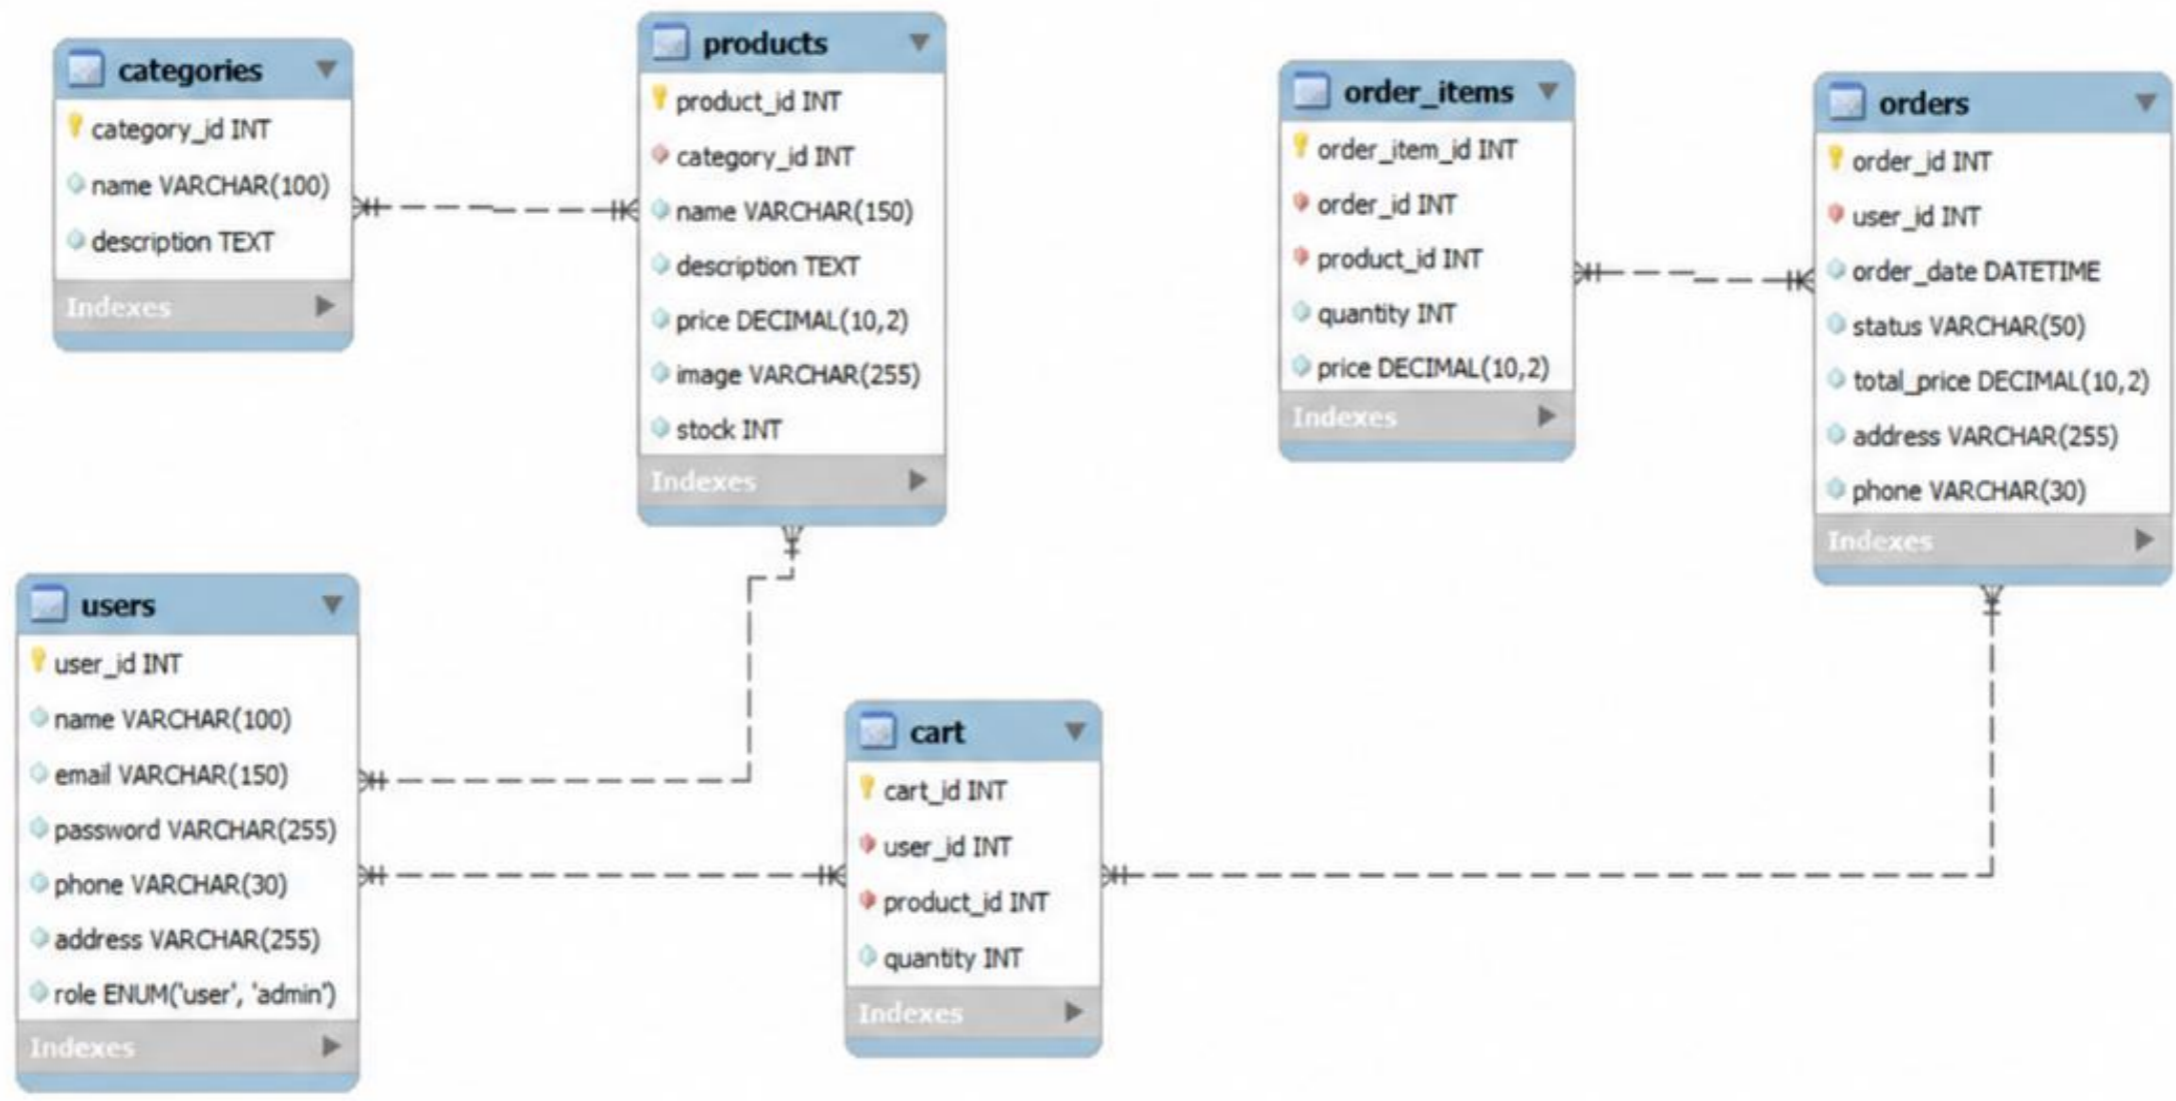 categories
category_id INT
name VARCHAR(100)
description TEXT
Indexes
products
product_id INT
category_id INT
name VARCHAR(150)
description TEXT
price DECIMAL(10,2)
image VARCHAR(255)
stock INT
Indexes
order_items
order_item_id INT
order_id INT
product_id INT
quantity INT
price DECIMAL(10,2)
Indexes
orders
order_id INT
user_id INT
order_date DATETIME
status VARCHAR(50)
total_price DECIMAL(10,2)
address VARCHAR(255)
phone VARCHAR(30)
Indexes
users
user_id INT
name VARCHAR(100)
email VARCHAR(150)
password VARCHAR(255)
phone VARCHAR(30)
address VARCHAR(255)
role ENUM('user', 'admin')
Indexes
cart
cart_id INT
user_id INT
product_id INT
quantity INT
Indexes